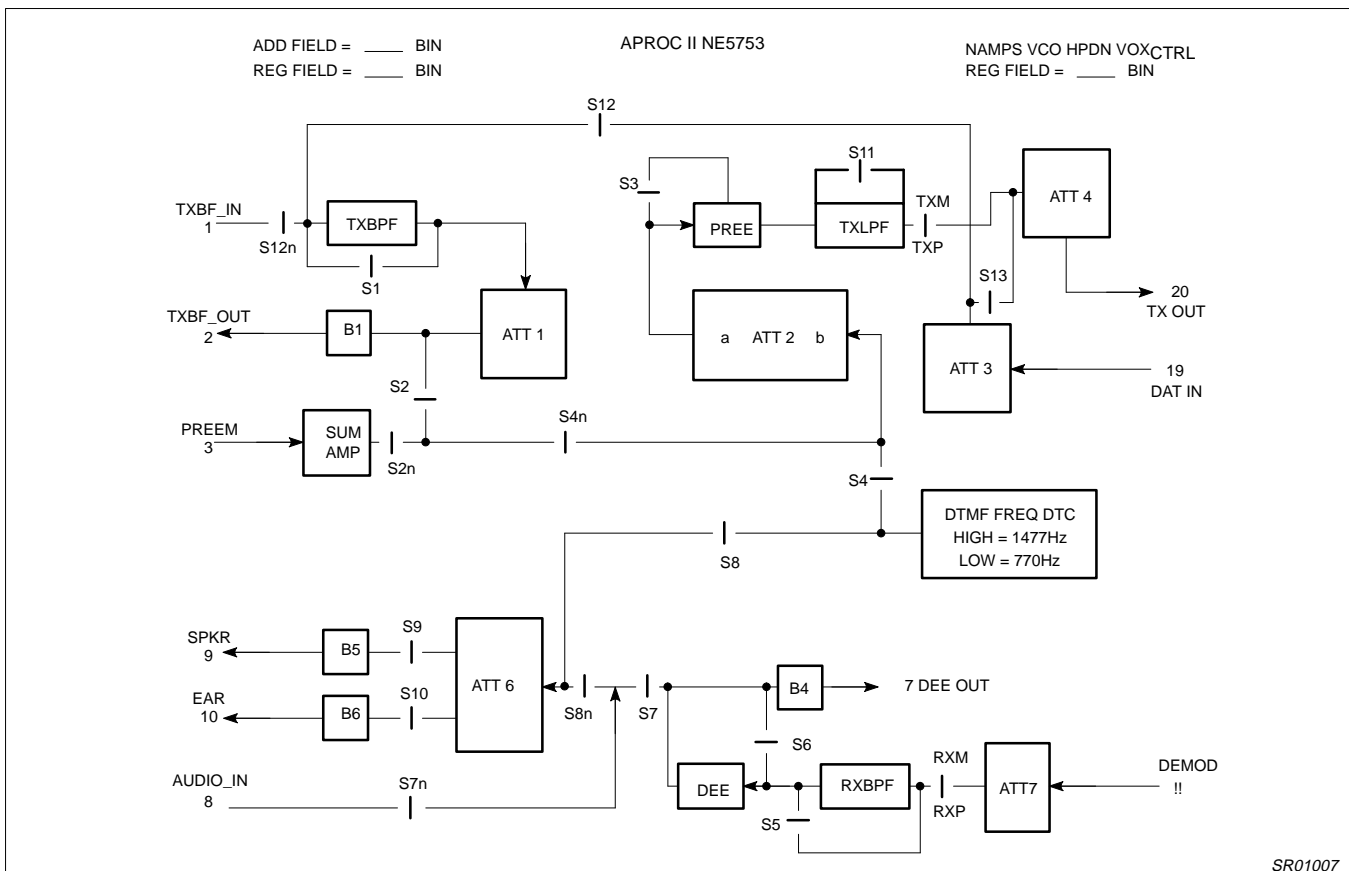 APROC II NE5753
ADD FIELD = ____ BIN
REG FIELD = ____ BIN
NAMPS VCO HPDN VOXCTRL
REG FIELD = ____ BIN
S12
S11
S3
TXBF_IN
1
S12n
TXBPF
S1
PREE
TXLPF
TXM
TXP
ATT 4
S13
20
TX OUT
TXBF_OUT
2
B1
ATT 1
a ATT 2 b
ATT 3
19
DAT IN
S2
PREEM
3
SUM
AMP
S2n
S4n
S4
DTMF FREQ DTC
HIGH = 1477Hz
LOW = 770Hz
S8
SPKR
9
B5
S9
ATT 6
EAR
10
B6
S10
S8n
S7
B4
7 DEE OUT
S6
AUDIO_IN
8
S7n
DEE
RXBPF
S5
RXM
RXP
ATT7
DEMOD
!!
SR01007